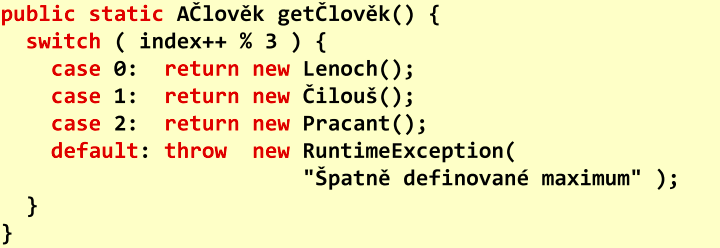 public static AČlověk getČlověk() {
  switch ( index++ % 3 ) {
    case 0:  return new Lenoch();
    case 1:  return new Čilouš();
    case 2:  return new Pracant();
    default: throw  new RuntimeException(
                        "Špatně definované maximum" );
  }
}